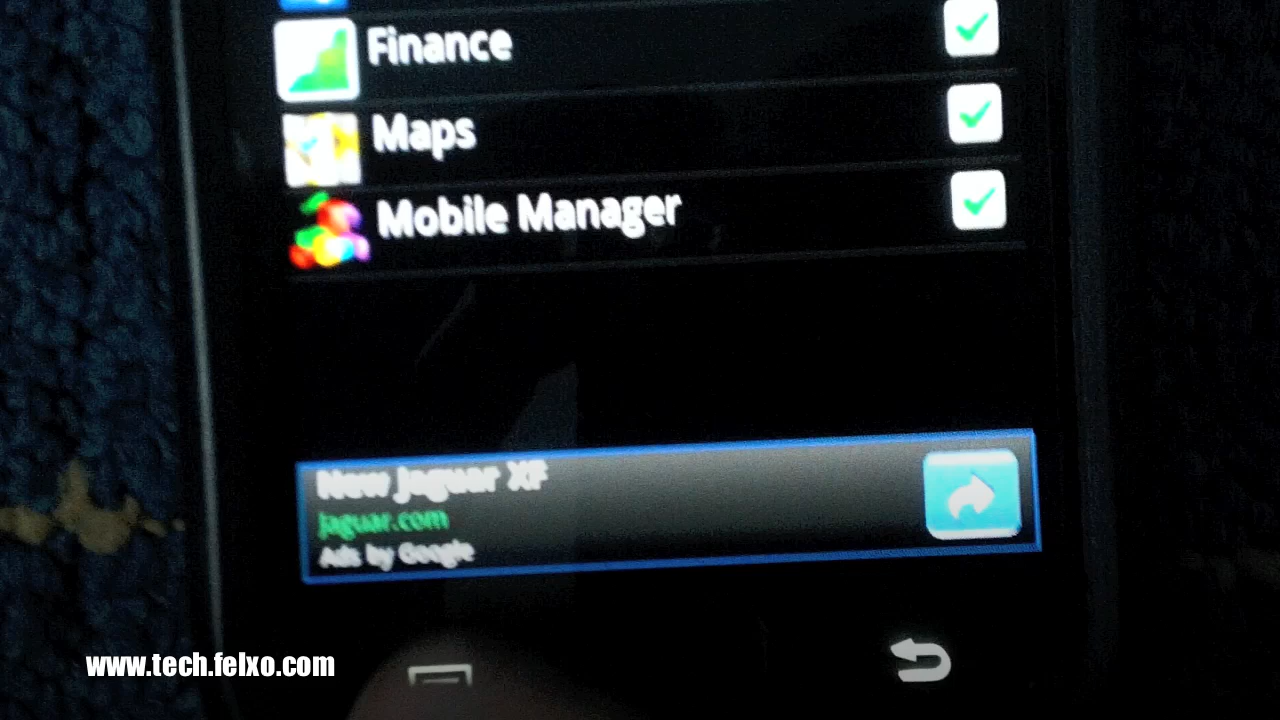 Finance
Maps
Mobile Manager
New Jaguar XF
jaguar.com
Ads by Google
www.tech.felxo.com